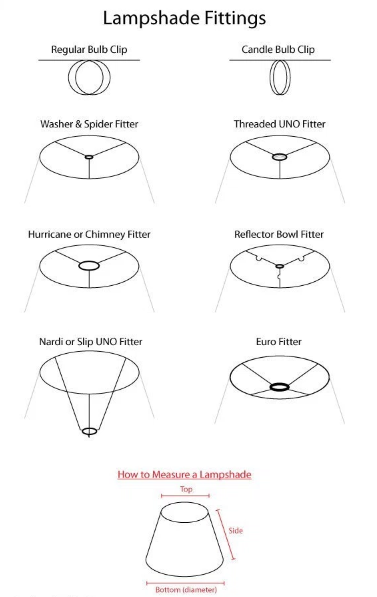 Lampshade Fittings
Regular Bulb Clip
Candle Bulb Clip
Washer & Spider Fitter
Threaded UNO Fitter
Hurricane or Chimney Fitter
Reflector Bowl Fitter
Nardi or Slip UNO Fitter
Euro Fitter
How to Measure a Lampshade
Top
Side
Bottom (diameter)